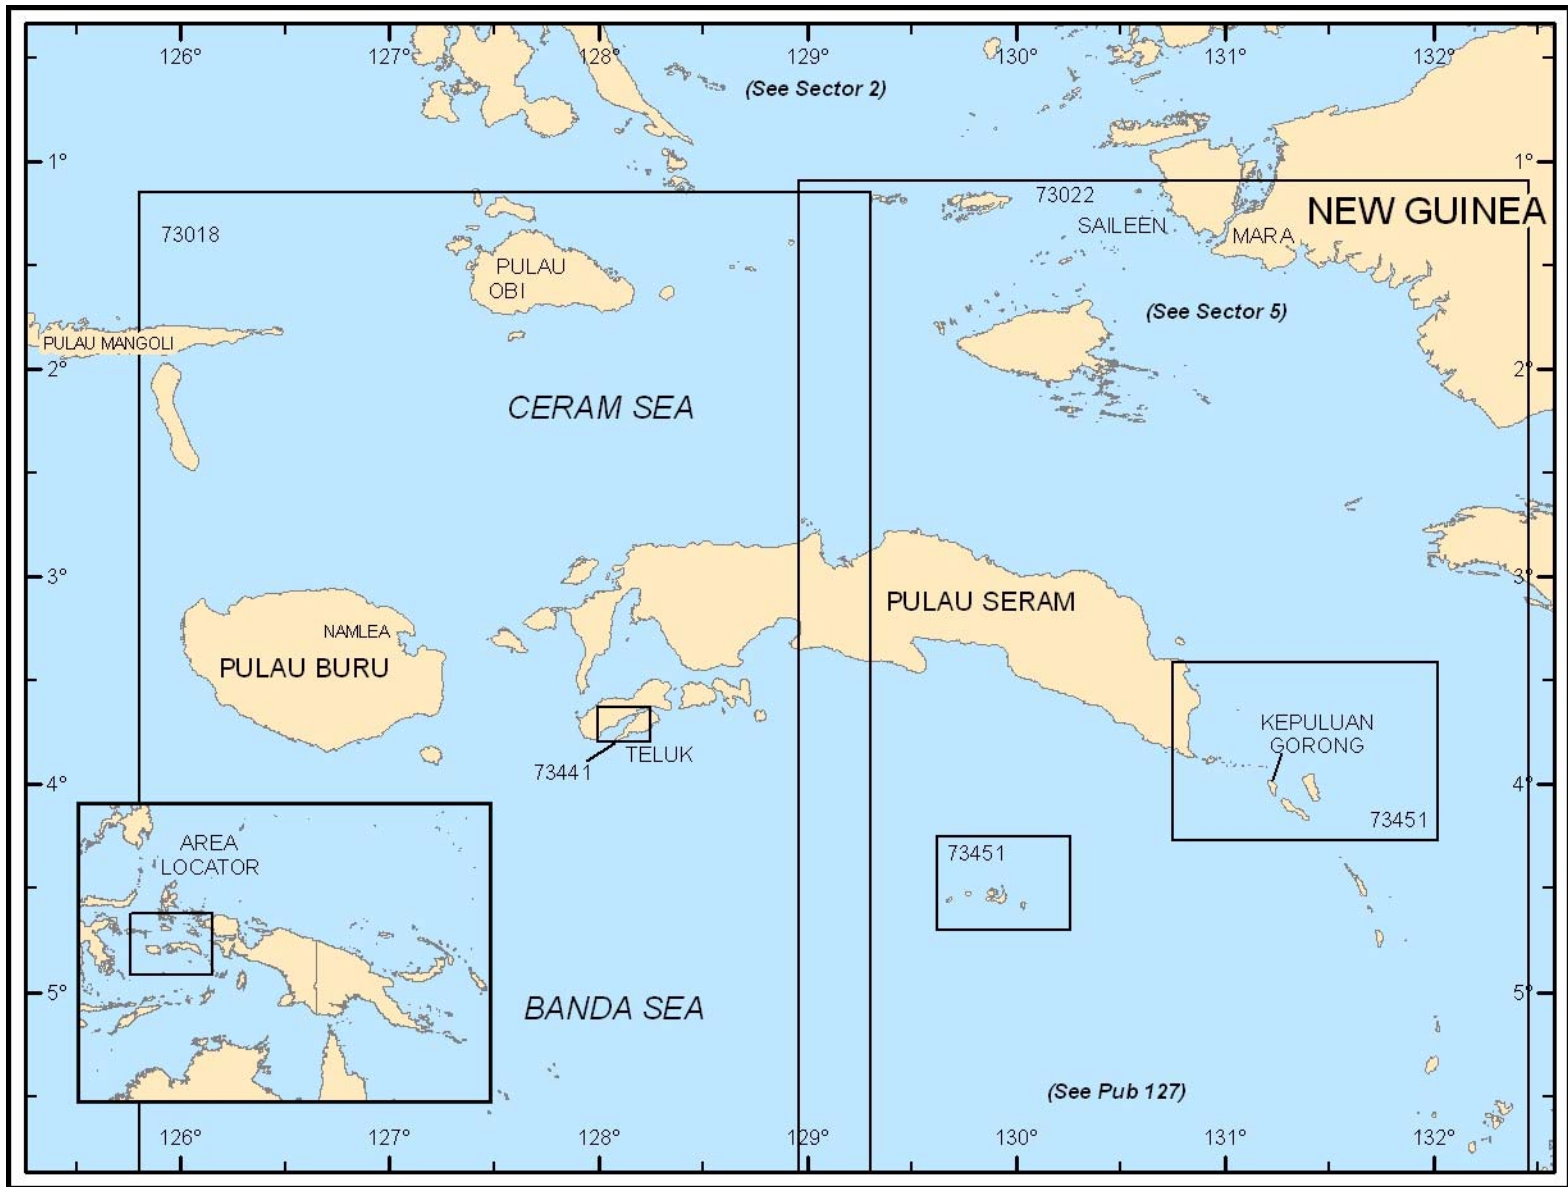 126° 127° 128° 129° 130° 131° 132°
(See Sector 2)
1° 1°
73022
NEW GUINEA
73018
SAILEEN
MARA
PULAU
OBI
(See Sector 5)
PULAU MANGOLI
2° 2°
CERAM SEA
3° 3°
PULAU SERAM
NAMLEA
PULAU BURU
KEPULUAN
GORONG
TELUK
73441
4° 4°
73451
AREA
LOCATOR
73451
5° 5°
BANDA SEA
(See Pub 127)
126° 127° 128° 129° 130° 131° 132°